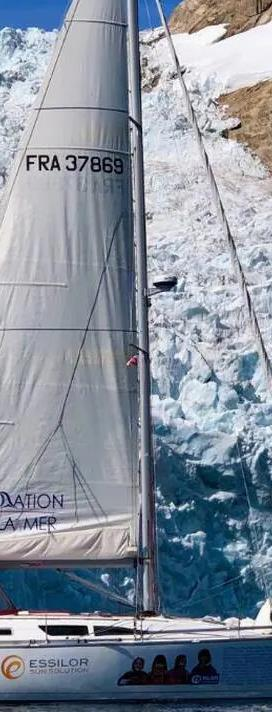 FRA 37869
DATION
LA MER
ESSILOR
SUN SOLUTION